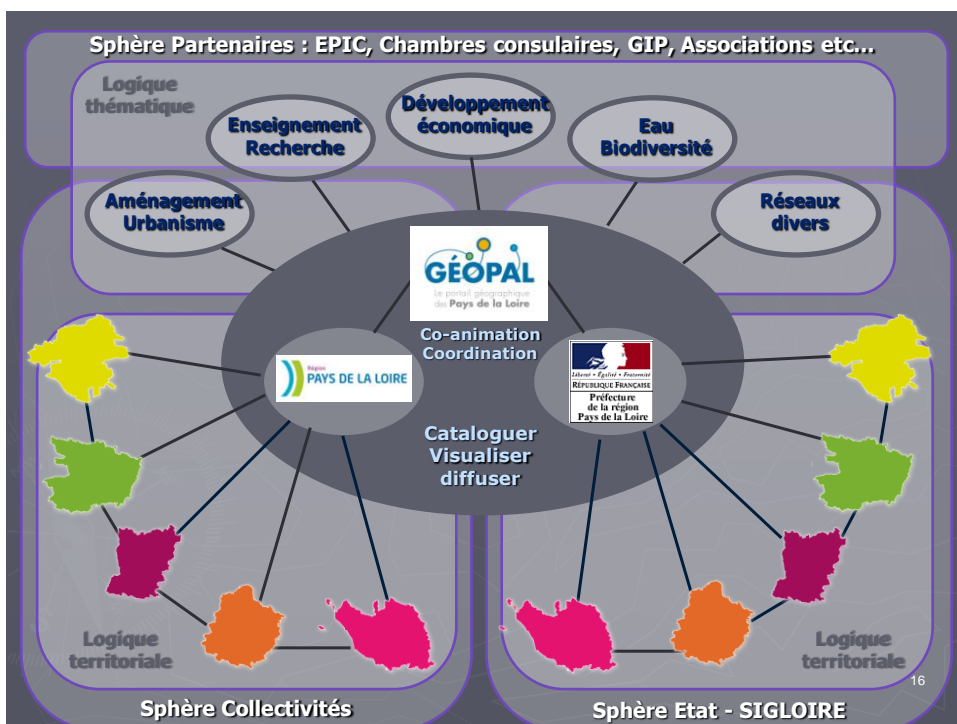 Sphère Partenaires : EPIC, Chambres consulaires, GIP, Associations etc...
Logique
thématique
Développement
économique
Enseignement
Recherche
Eau
Biodiversité
Aménagement
Urbanisme
Réseaux
divers
GÉOPAL
Le portail géographique
des Pays de la Loire
Co-animation
Coordination
Région
PAYS DE LA LOIRE
Liberté • Égalité • Fraternité
RÉPUBLIQUE FRANÇAISE
Préfecture
de la région
Pays de la Loire
Cataloguer
Visualiser
diffuser
Logique
territoriale
Logique
territoriale
16
Sphère Collectivités
Sphère Etat - SIGLOIRE